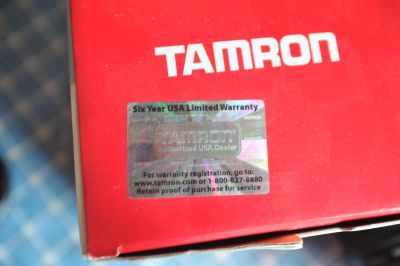 TAMRON
Six Year USA Limited Warranty
TAMRON
Authorized USA Dealer
For warranty registration, go to:
www.tamron.com or 1-800-827-8880
Retain proof of purchase for service